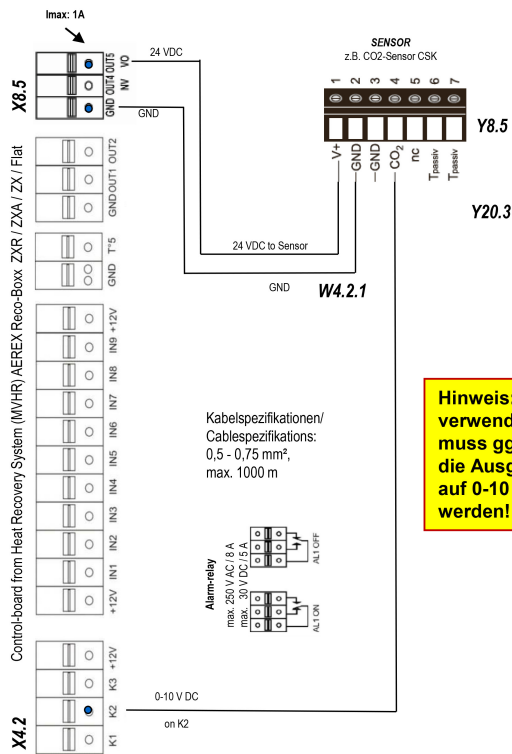 Imax: 1A
X8.5
OUT5
VO
OUT4
NV
GND
24 VDC
GND
SENSOR
z.B. CO2-Sensor CSK
1 2 3 4 5 6 7
V+
GND
–GND
CO₂
nc
Tpassiv
Tpassiv
Y8.5
Y20.3
OUT2
OUT1
GND
T°5
GND
24 VDC to Sensor
GND
W4.2.1
Control-board from Heat Recovery System (MVHR) AEREX Reco-Boxx ZXR / ZXA / ZX / Flat
+12V
IN9
IN8
IN7
IN6
IN5
IN4
IN3
IN2
IN1
+12V
Kabelspezifikationen/
Cablespezifikations:
0,5 - 0,75 mm²,
max. 1000 m
Hinweis:
verwend
muss gg
die Ausg
auf 0-10
werden!
Alarm-relay
max. 250 V AC / 8 A
max. 30 V DC / 5 A
AL1 OFF
AL1 ON
X4.2
+12V
K3
K2
K1
0-10 V DC
on K2